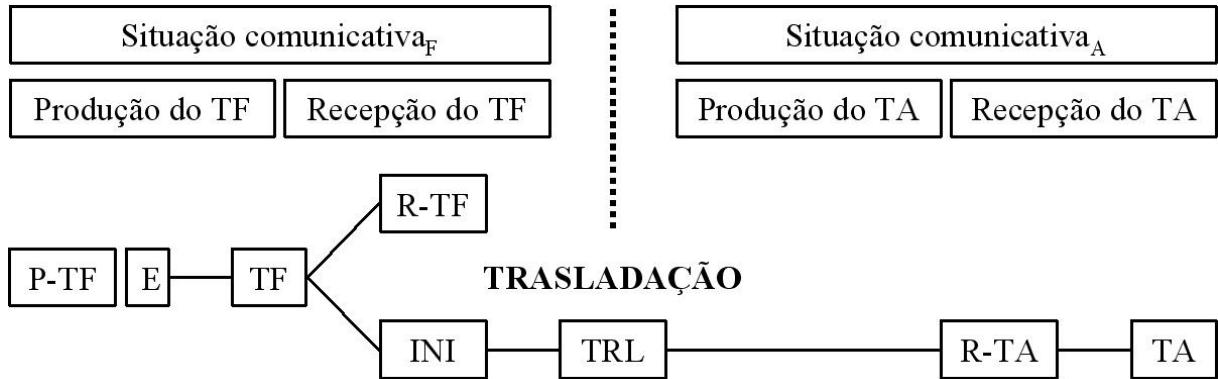 Situação comunicativaF
Situação comunicativaA
Produção do TF
Recepção do TF
Produção do TA
Recepção do TA
R-TF
P-TF
E
TF
TRASLADAÇÃO
INI
TRL
R-TA
TA